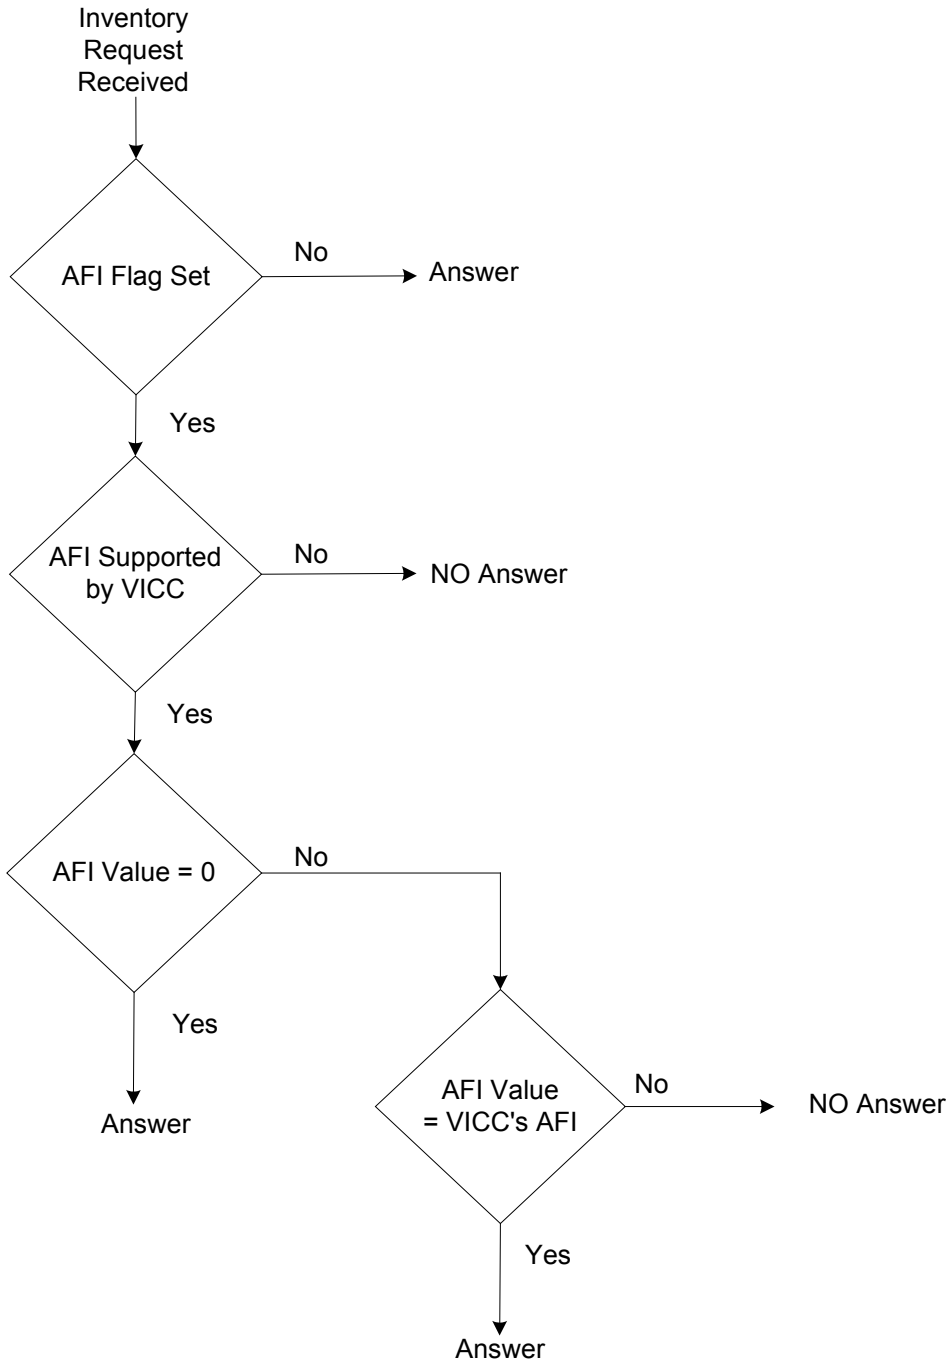 Inventory
Request
Received
AFI Flag Set
No
Answer
Yes
AFI Supported
by VICC
No
NO Answer
Yes
AFI Value = 0
No
Yes
Answer
AFI Value
= VICC's AFI
No
NO Answer
Yes
Answer